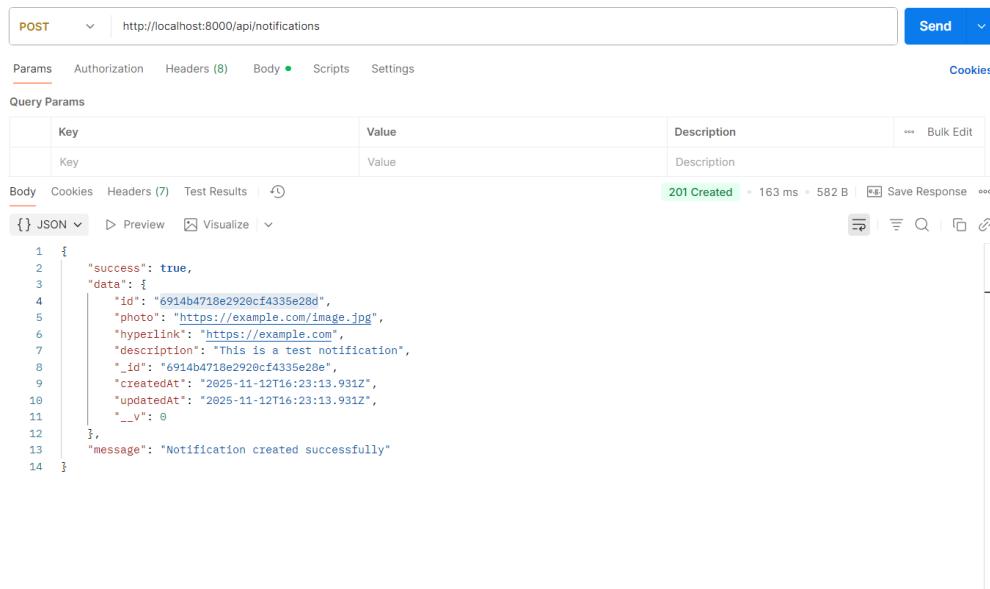 POST http://localhost:8000/api/notifications Send
Params Authorization Headers (8) Body Scripts Settings Cookies
Query Params
Key Value Description Bulk Edit
Key Value Description
Body Cookies Headers (7) Test Results 201 Created 163 ms 582 B e.g. Save Response
{} JSON Preview Visualize
1 {
2 "success": true,
3 "data": {
4 "id": "6914b4718e2920cf4335e28d",
5 "photo": "https://example.com/image.jpg",
6 "hyperlink": "https://example.com",
7 "description": "This is a test notification",
8 "_id": "6914b4718e2920cf4335e28e",
9 "createdAt": "2025-11-12T16:23:13.931Z",
10 "updatedAt": "2025-11-12T16:23:13.931Z",
11 "__v": 0
12 },
13 "message": "Notification created successfully"
14 }